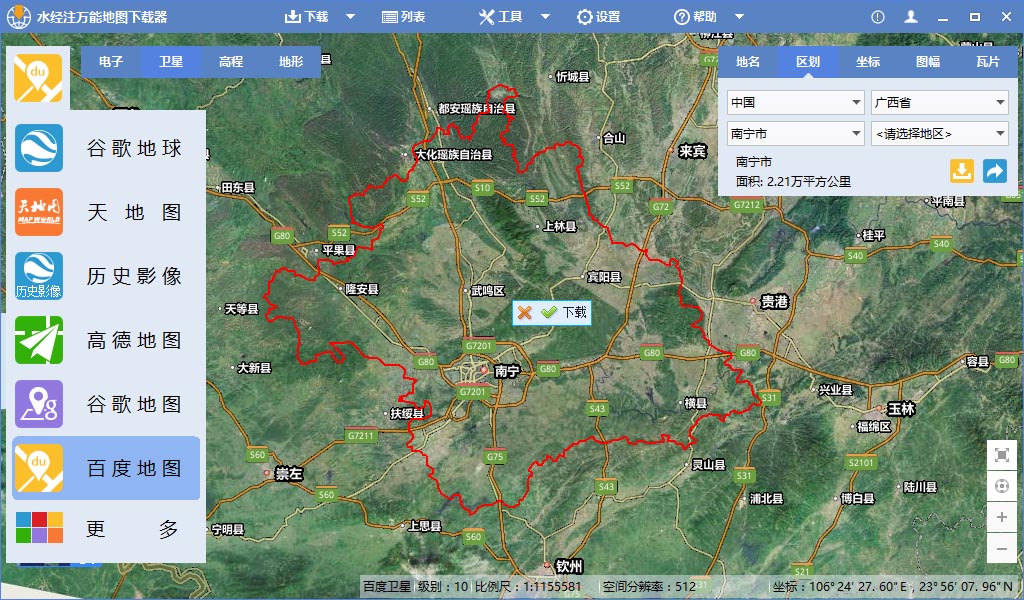 水经注万能地图下载器
下载
列表
工具
设置
帮助
电子
卫星
高程
地形
地名
区划
坐标
图幅
瓦片
中国
广西省
南宁市
<请选择地区>
南宁市
面积: 2.21万平方公里
du
谷歌地球
天地图
MAP WORLD
天地图
历史影像
历史影像
高德地图
谷歌地图
du
百度地图
更多
忻城县
都安瑶族自治县
合山
来宾
大化瑶族自治县
田东县
S10
S52
S52
S52
G72
G7212
平南县
上林县
桂平
G80
S52
平果县
S40
S40
隆安县
武鸣区
宾阳县
贵港
天等县
下载
G7201
G80
G80
G80
G80
容县
G80
大新县
南宁
G7201
横县
S31
兴业县
玉林
扶绥县
S43
福绵区
G7211
S60
G75
崇左
灵山县
S31
S2101
S60
S43
浦北县
博白县
陆川县
宁明县
上思县
S60
钦州
S21
百度卫星
级别：10 比例尺：1:1155581
空间分辨率：512
坐标：106°24′27.60″E，23°56′07.96″N